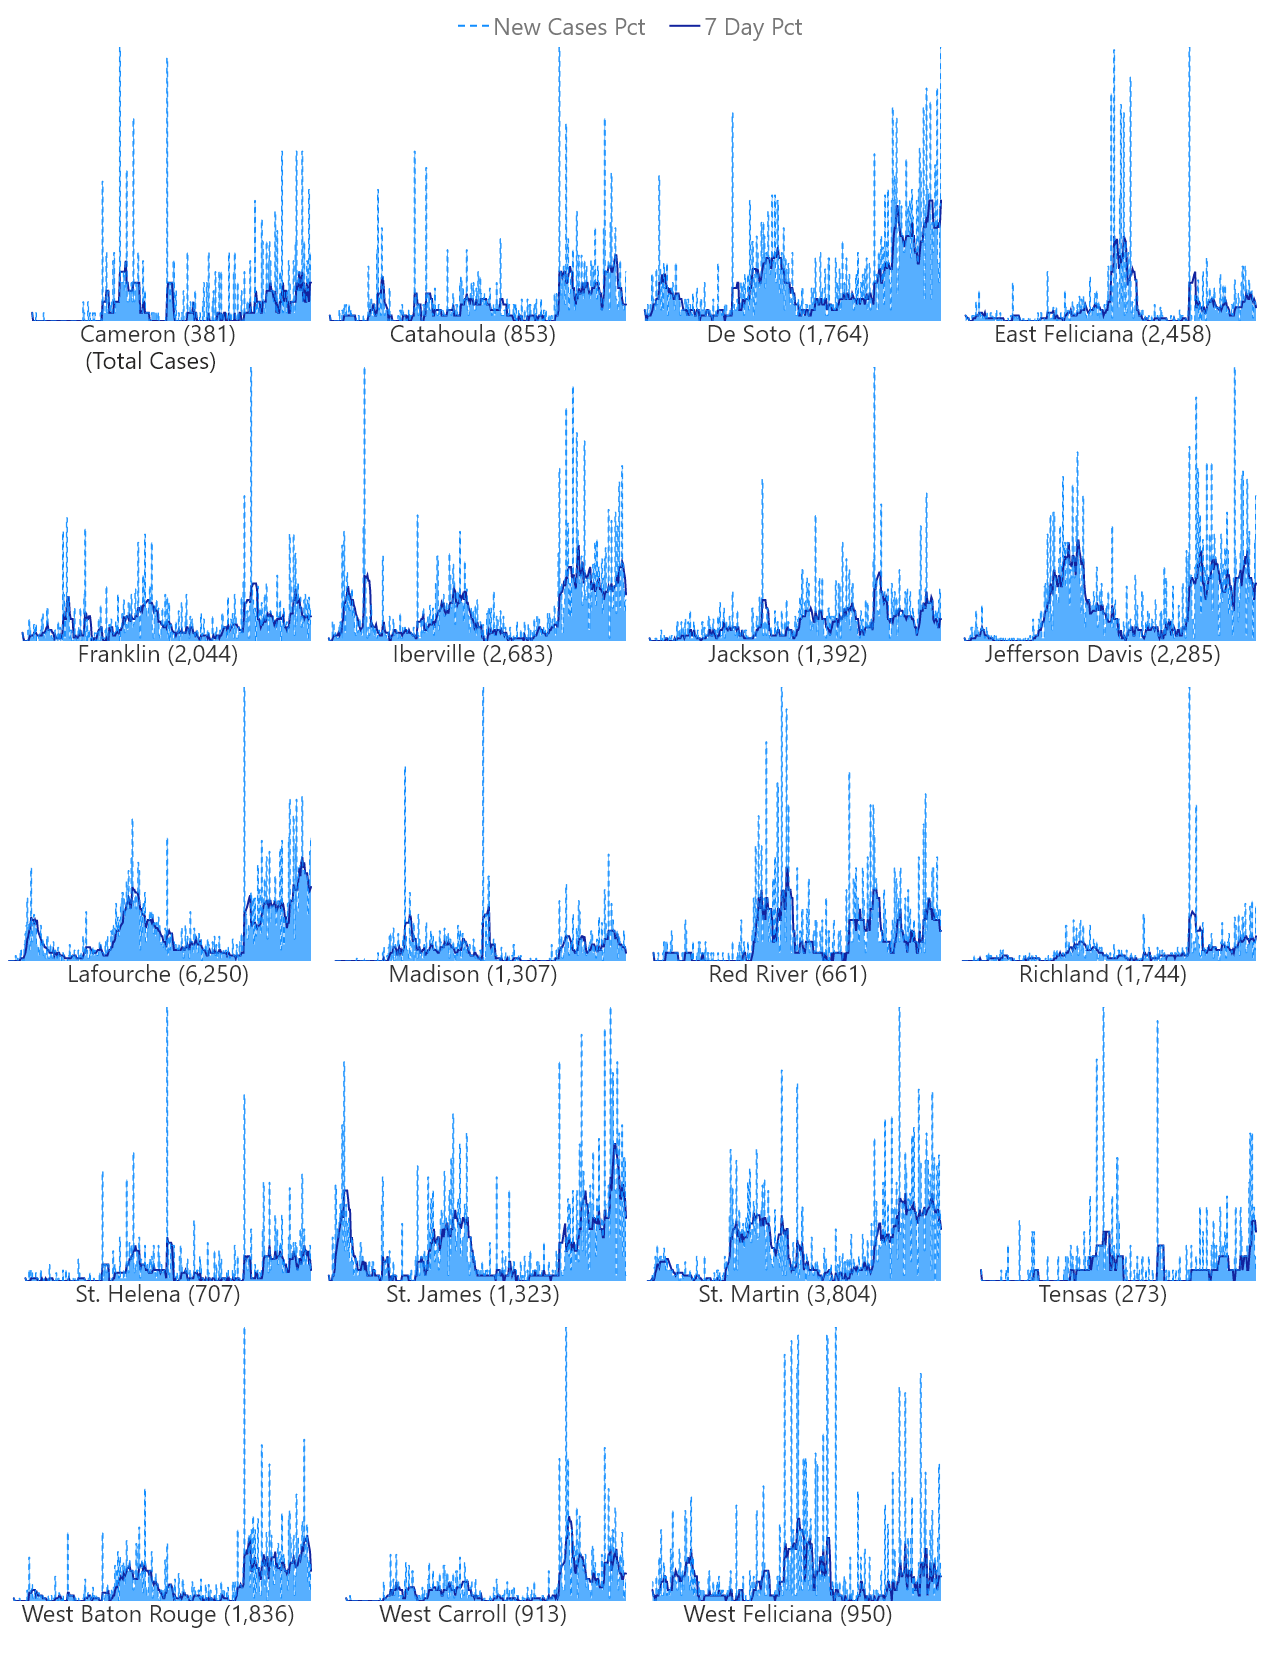 New Cases Pct 7 Day Pct
Cameron (381) Catahoula (853) De Soto (1,764) East Feliciana (2,458)
(Total Cases)
Franklin (2,044) Iberville (2,683) Jackson (1,392) Jefferson Davis (2,285)
Lafourche (6,250) Madison (1,307) Red River (661) Richland (1,744)
St. Helena (707) St. James (1,323) St. Martin (3,804) Tensas (273)
West Baton Rouge (1,836) West Carroll (913) West Feliciana (950)